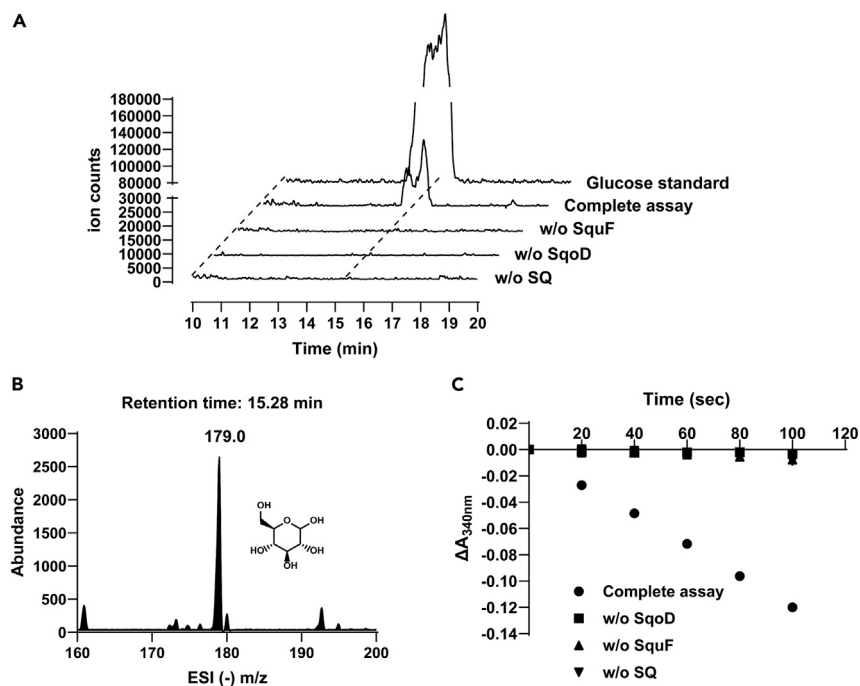 A
180000
160000
140000
120000
100000
80000
30000
25000
20000
15000
10000
5000
0
ion counts
Glucose standard
Complete assay
w/o SquF
w/o SqoD
w/o SQ
10 11 12 13 14 15 16 17 18 19 20
Time (min)
B
Retention time: 15.28 min
179.0
3000
2500
2000
1500
1000
500
0
Abundance
OH
O
OH
HO
OH
OH
160 170 180 190 200
ESI (-) m/z
C
Time (sec)
20 40 60 80 100 120
0.02
0.00
-0.02
-0.04
-0.06
-0.08
-0.10
-0.12
-0.14
ΔA340nm
Complete assay
w/o SqoD
w/o SquF
w/o SQ